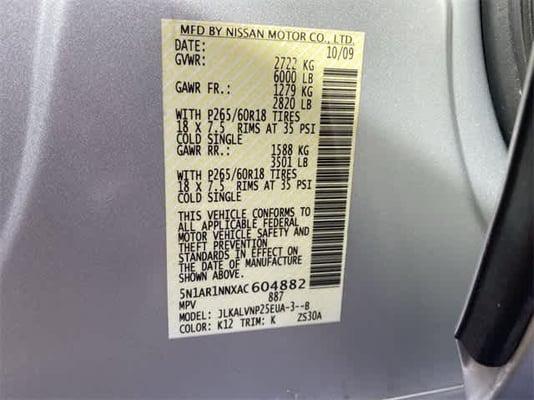 MFD BY NISSAN MOTOR CO., LTD.
DATE: 10/09
GVWR: 2722 KG
6000 LB
GAWR FR.: 1279 KG
2820 LB
WITH P265/60R18 TIRES
18 X 7.5 RIMS AT 35 PSI
COLD SINGLE
GAWR RR.: 1588 KG
3501 LB
WITH P265/60R18 TIRES
18 X 7.5 RIMS AT 35 PSI
COLD SINGLE
THIS VEHICLE CONFORMS TO
ALL APPLICABLE FEDERAL
MOTOR VEHICLE SAFETY AND
THEFT PREVENTION
STANDARDS IN EFFECT ON
THE DATE OF MANUFACTURE
SHOWN ABOVE.
5N1AR1NNXAC604882
MPV 887
MODEL: JLKALVNP25EUA-3--B
COLOR: K12 TRIM: K ZS30A